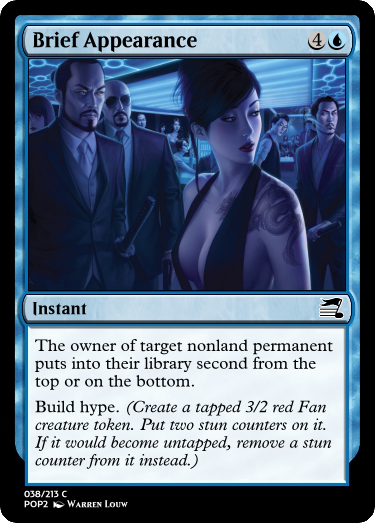 Brief Appearance 4
Instant
The owner of target nonland permanent
puts into their library second from the
top or on the bottom.
Build hype. (Create a tapped 3/2 red Fan
creature token. Put two stun counters on it.
If it would become untapped, remove a stun
counter from it instead.)
038/213 C
POP2 Warren Louw